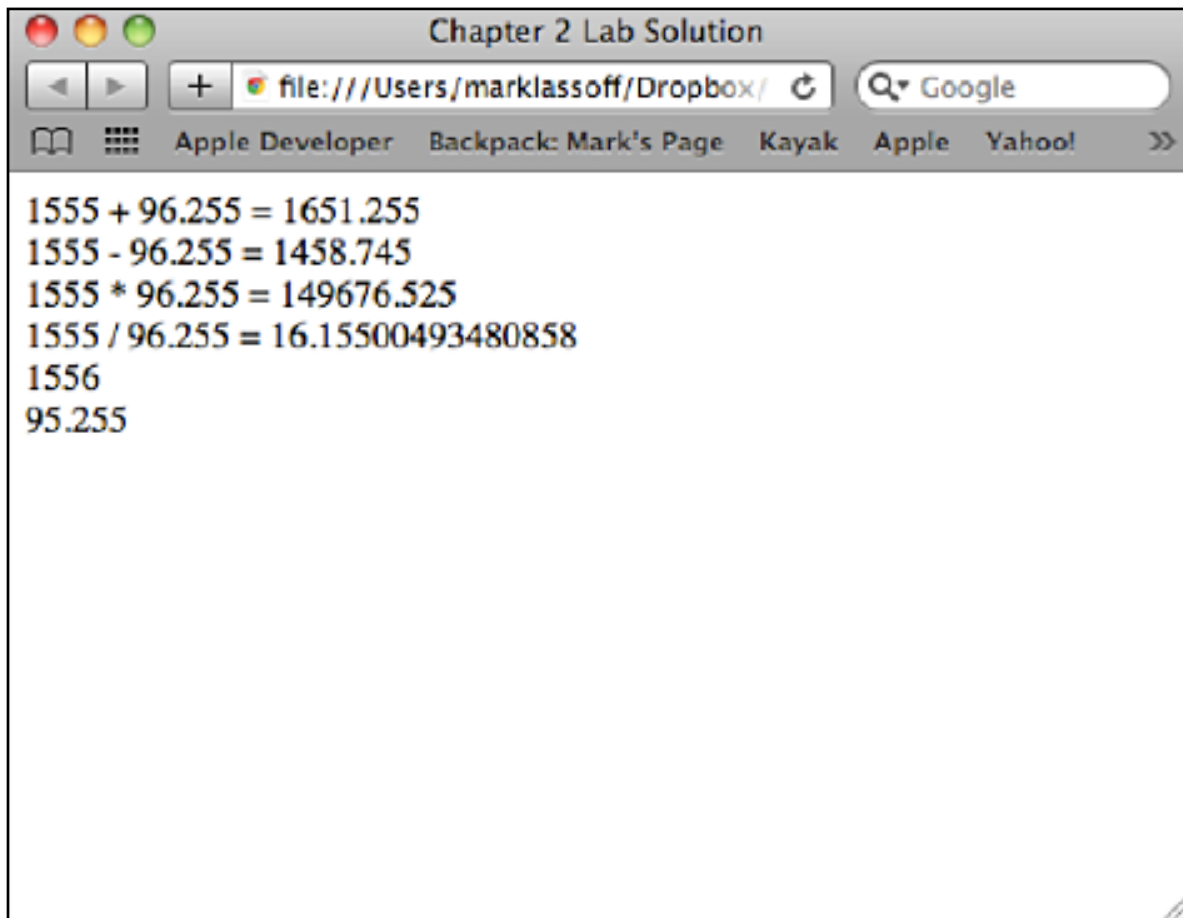 Chapter 2 Lab Solution
+ file:///Users/marklassoff/Dropbox/ Google
Apple Developer Backpack: Mark's Page Kayak Apple Yahoo! >>
1555 + 96.255 = 1651.255
1555 - 96.255 = 1458.745
1555 * 96.255 = 149676.525
1555 / 96.255 = 16.15500493480858
1556
95.255